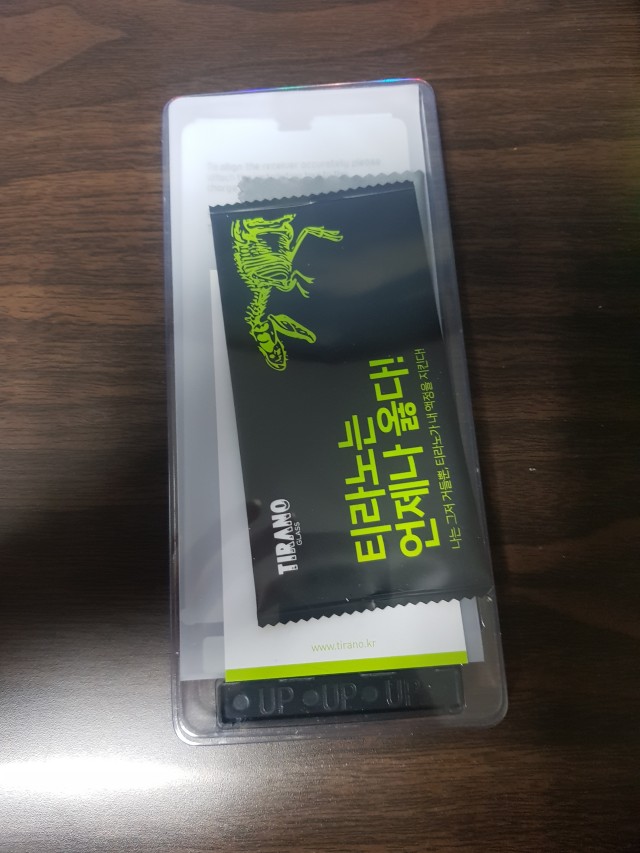 TIRANO
GLASS
티라노는
언제나 옳다!
나는 그저 거들뿐, 티라노가 내 액정을 지킨다!
www.tirano.kr
UP UP UP